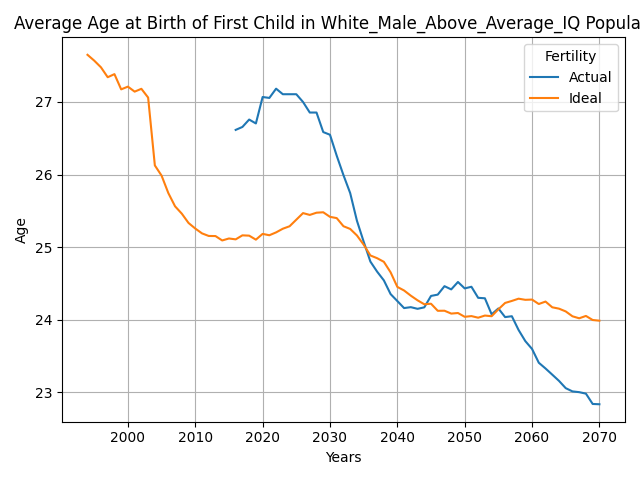 Average Age at Birth of First Child in White_Male_Above_Average_IQ Popula
Fertility
Actual
Ideal
27
26
25
24
23
Age
2000 2010 2020 2030 2040 2050 2060 2070
Years